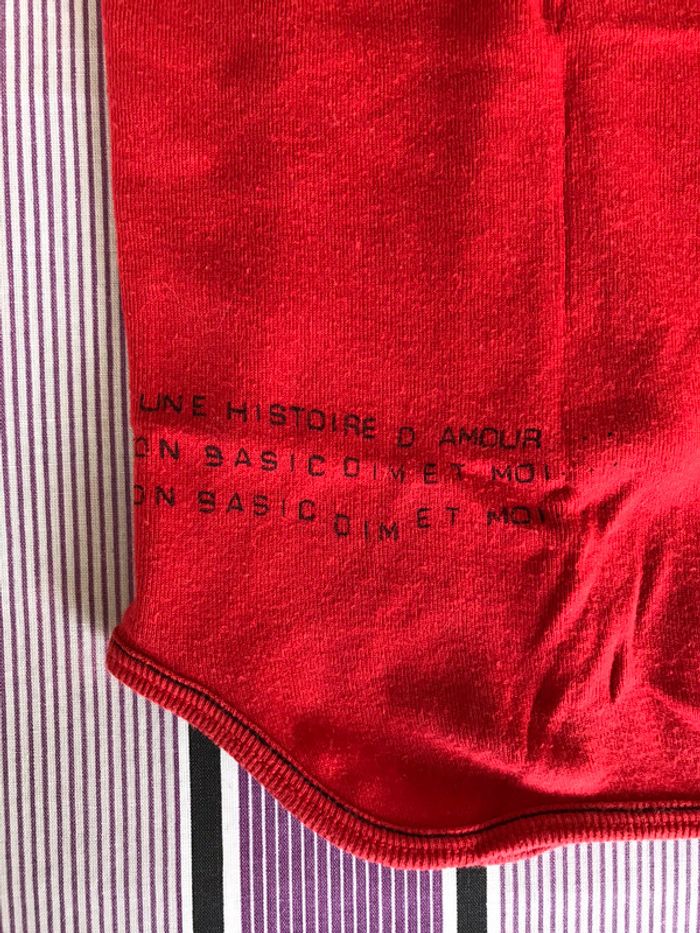 UNE HISTOIRE D AMOUR . . .
ON BASIC DIM ET MOI . . .
ON BASIC DIM ET MOI